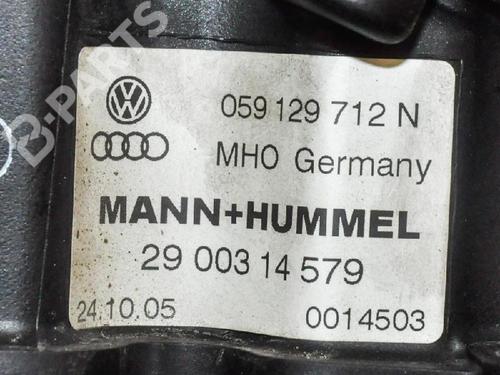 B-PARTS
059 129 712 N
MHO Germany
MANN+HUMMEL
29 003 14 579
24.10.05 0014503